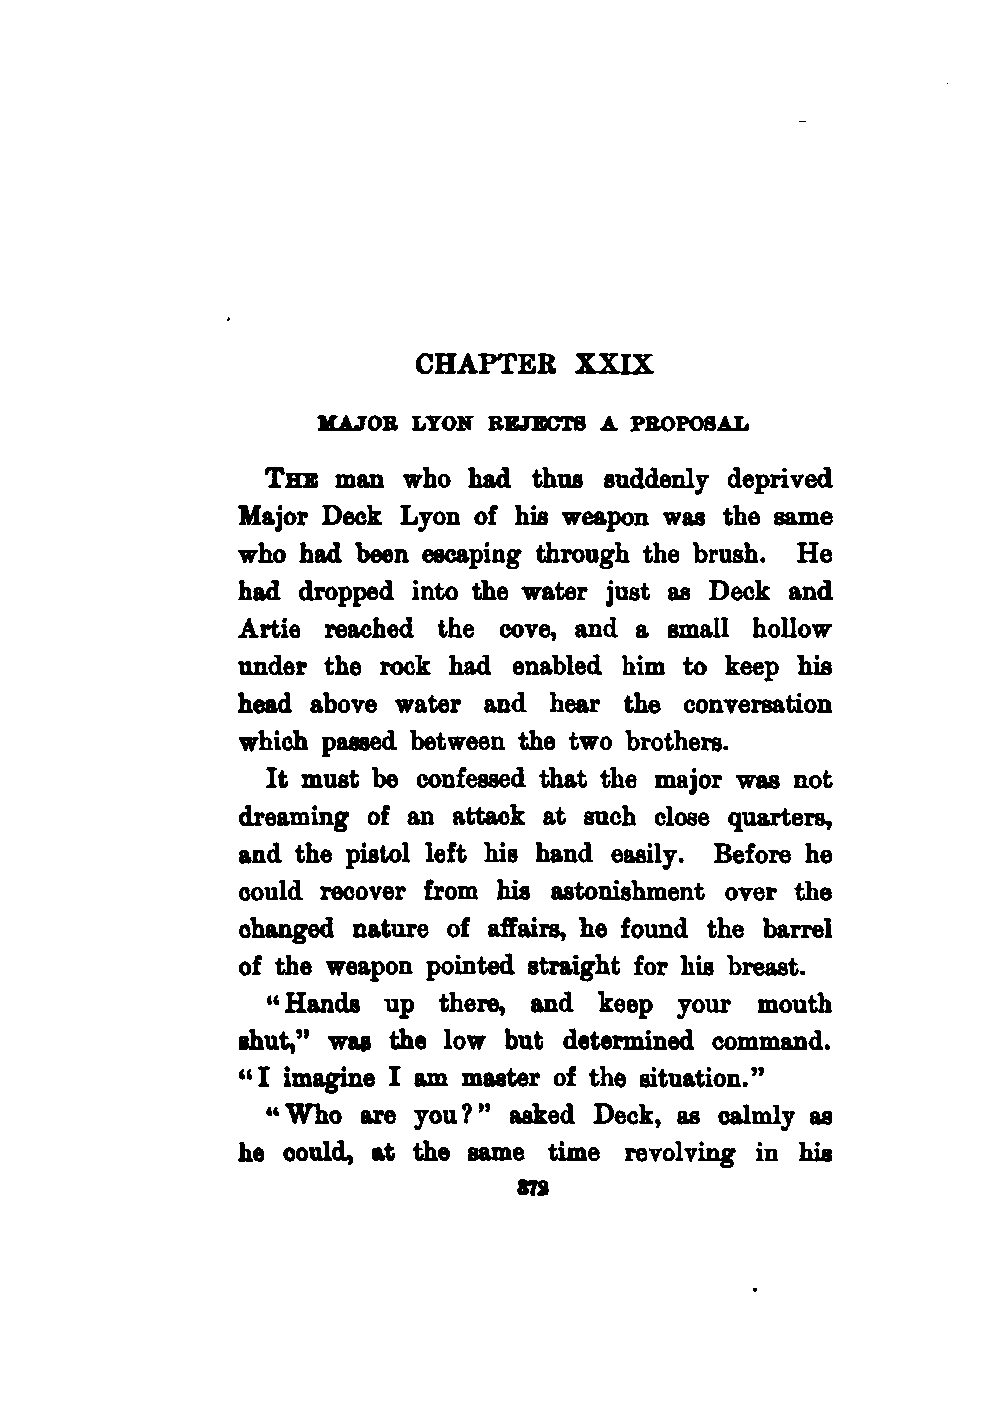 CHAPTER XXIX
MAJOR LYON REJECTS A PROPOSAL
THE man who had thus suddenly deprived
Major Deck Lyon of his weapon was the same
who had been escaping through the brush. He
had dropped into the water just as Deck and
Artie reached the cove, and a small hollow
under the rock had enabled him to keep his
head above water and hear the conversation
which passed between the two brothers.
It must be confessed that the major was not
dreaming of an attack at such close quarters,
and the pistol left his hand easily. Before he
could recover from his astonishment over the
changed nature of affairs, he found the barrel
of the weapon pointed straight for his breast.
“Hands up there, and keep your mouth
shut,” was the low but determined command.
“I imagine I am master of the situation.”
“Who are you?” asked Deck, as calmly as
he could, at the same time revolving in his
372